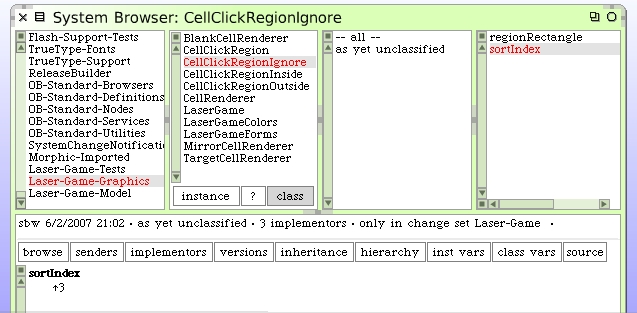 System Browser: CellClickRegionIgnore
Flash-Support-Tests
TrueType-Fonts
TrueType-Support
ReleaseBuilder
OB-Standard-Browsers
OB-Standard-Definitions
OB-Standard-Nodes
OB-Standard-Services
OB-Standard-Utilities
SystemChangeNotificati
Morphic-Imported
Laser-Game-Tests
Laser-Game-Graphics
Laser-Game-Model
BlankCellRenderer
CellClickRegion
CellClickRegionIgnore
CellClickRegionInside
CellClickRegionOutside
CellRenderer
LaserGame
LaserGameColors
LaserGameForms
MirrorCellRenderer
TargetCellRenderer
instance ? class
-- all --
as yet unclassified
regionRectangle
sortIndex
sbw 6/2/2007 21:02 · as yet unclassified · 3 implementors · only in change set Laser-Game ·
browse senders implementors versions inheritance hierarchy inst vars class vars source
sortIndex
↑3